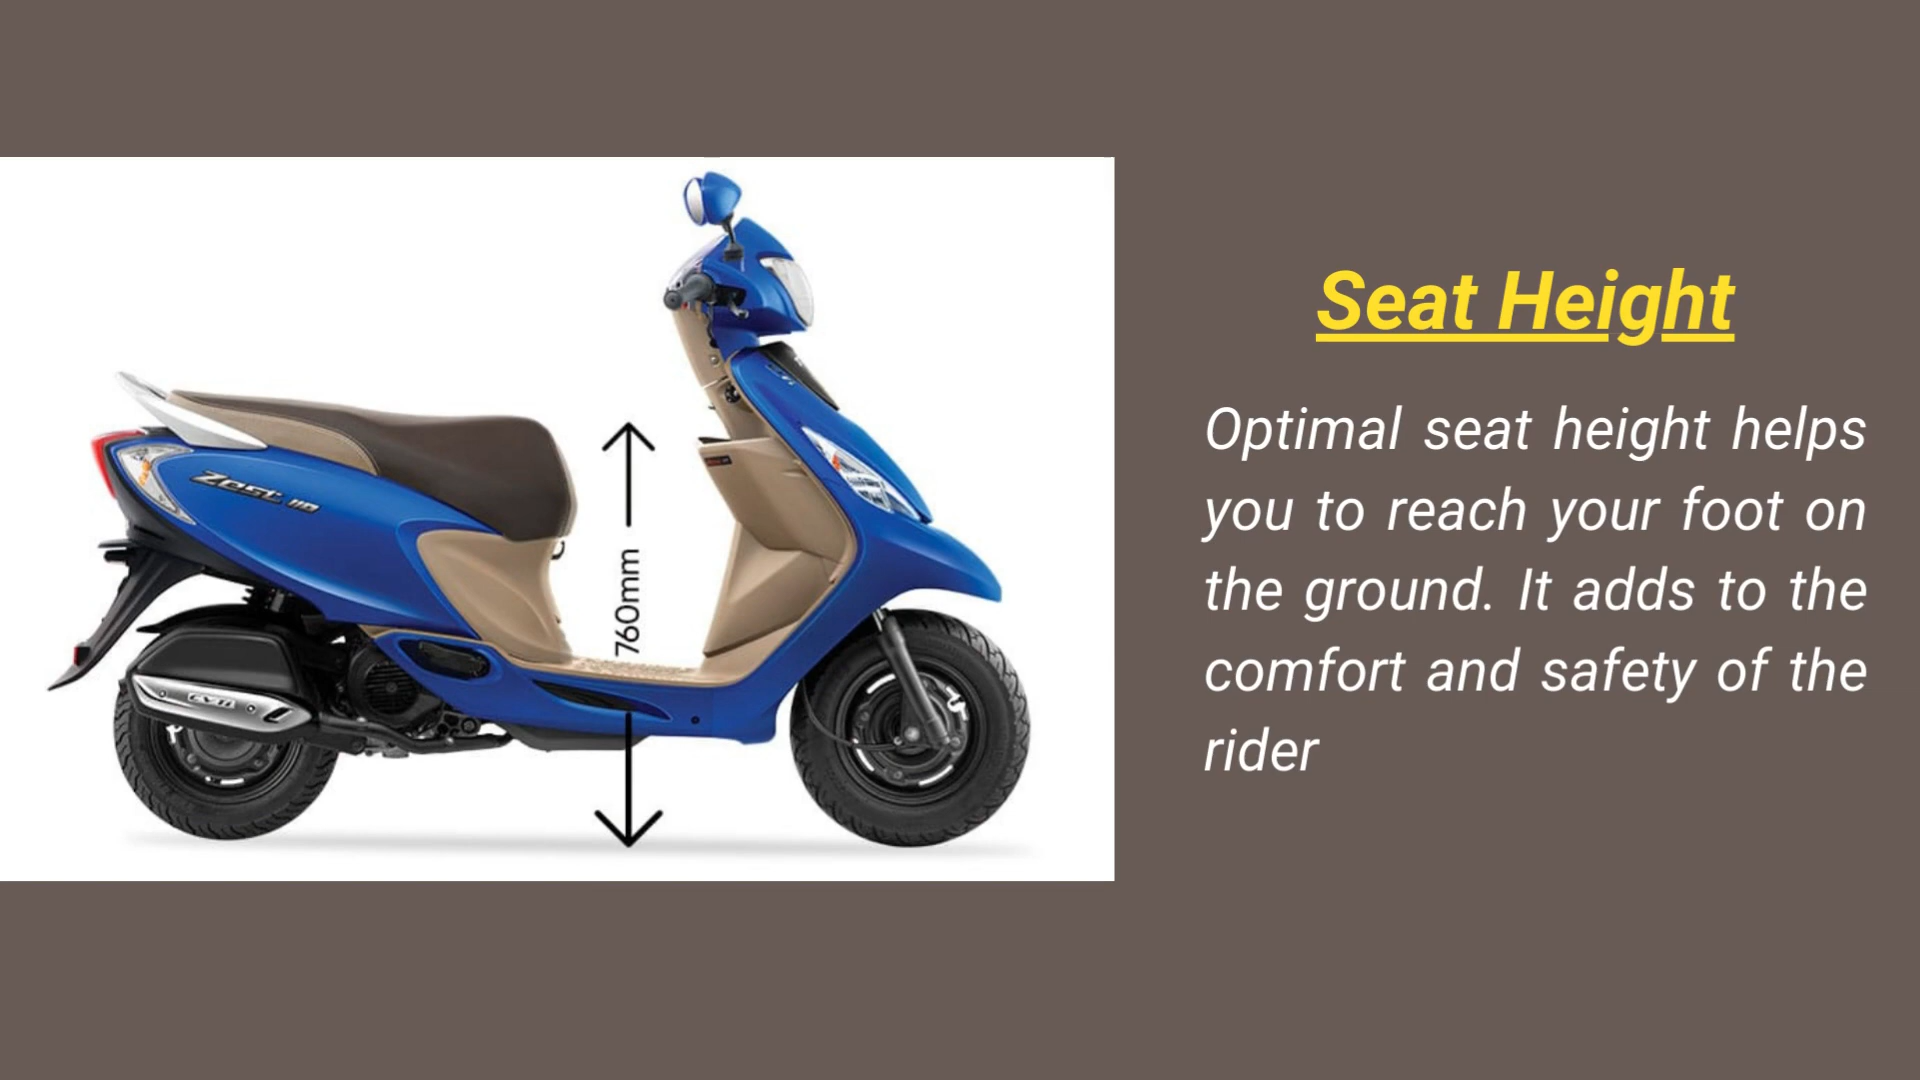 Seat Height
Optimal seat height helps
you to reach your foot on
the ground. It adds to the
comfort and safety of the
rider
Zest 110
760mm